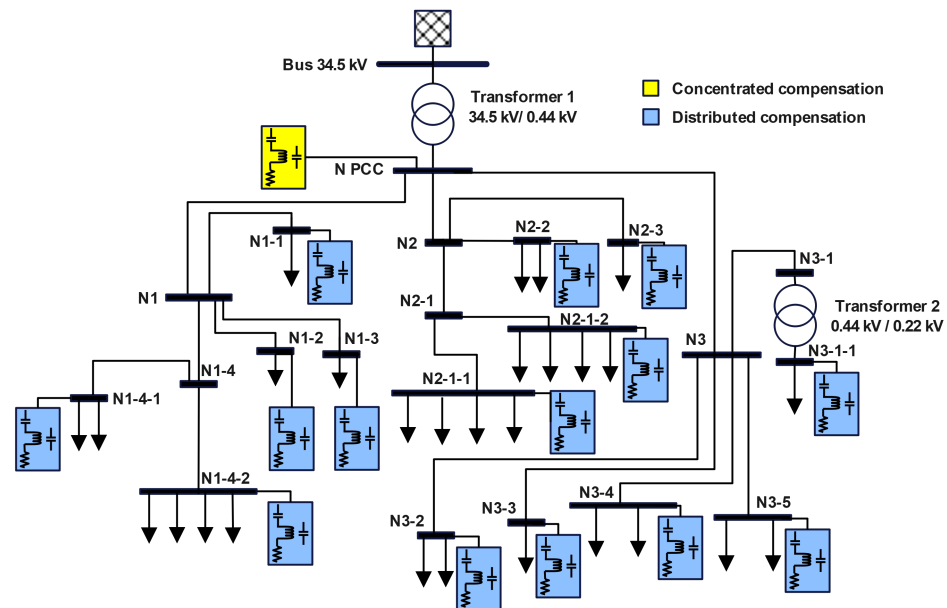 Bus 34.5 kV
Transformer 1
34.5 kV/ 0.44 kV
Concentrated compensation
Distributed compensation
N PCC
N1-1
N2
N2-2
N2-3
N3-1
N1
N2-1
Transformer 2
0.44 kV / 0.22 kV
N1-2
N1-3
N2-1-2
N3
N3-1-1
N1-4
N2-1-1
N1-4-1
N1-4-2
N3-2
N3-3
N3-4
N3-5